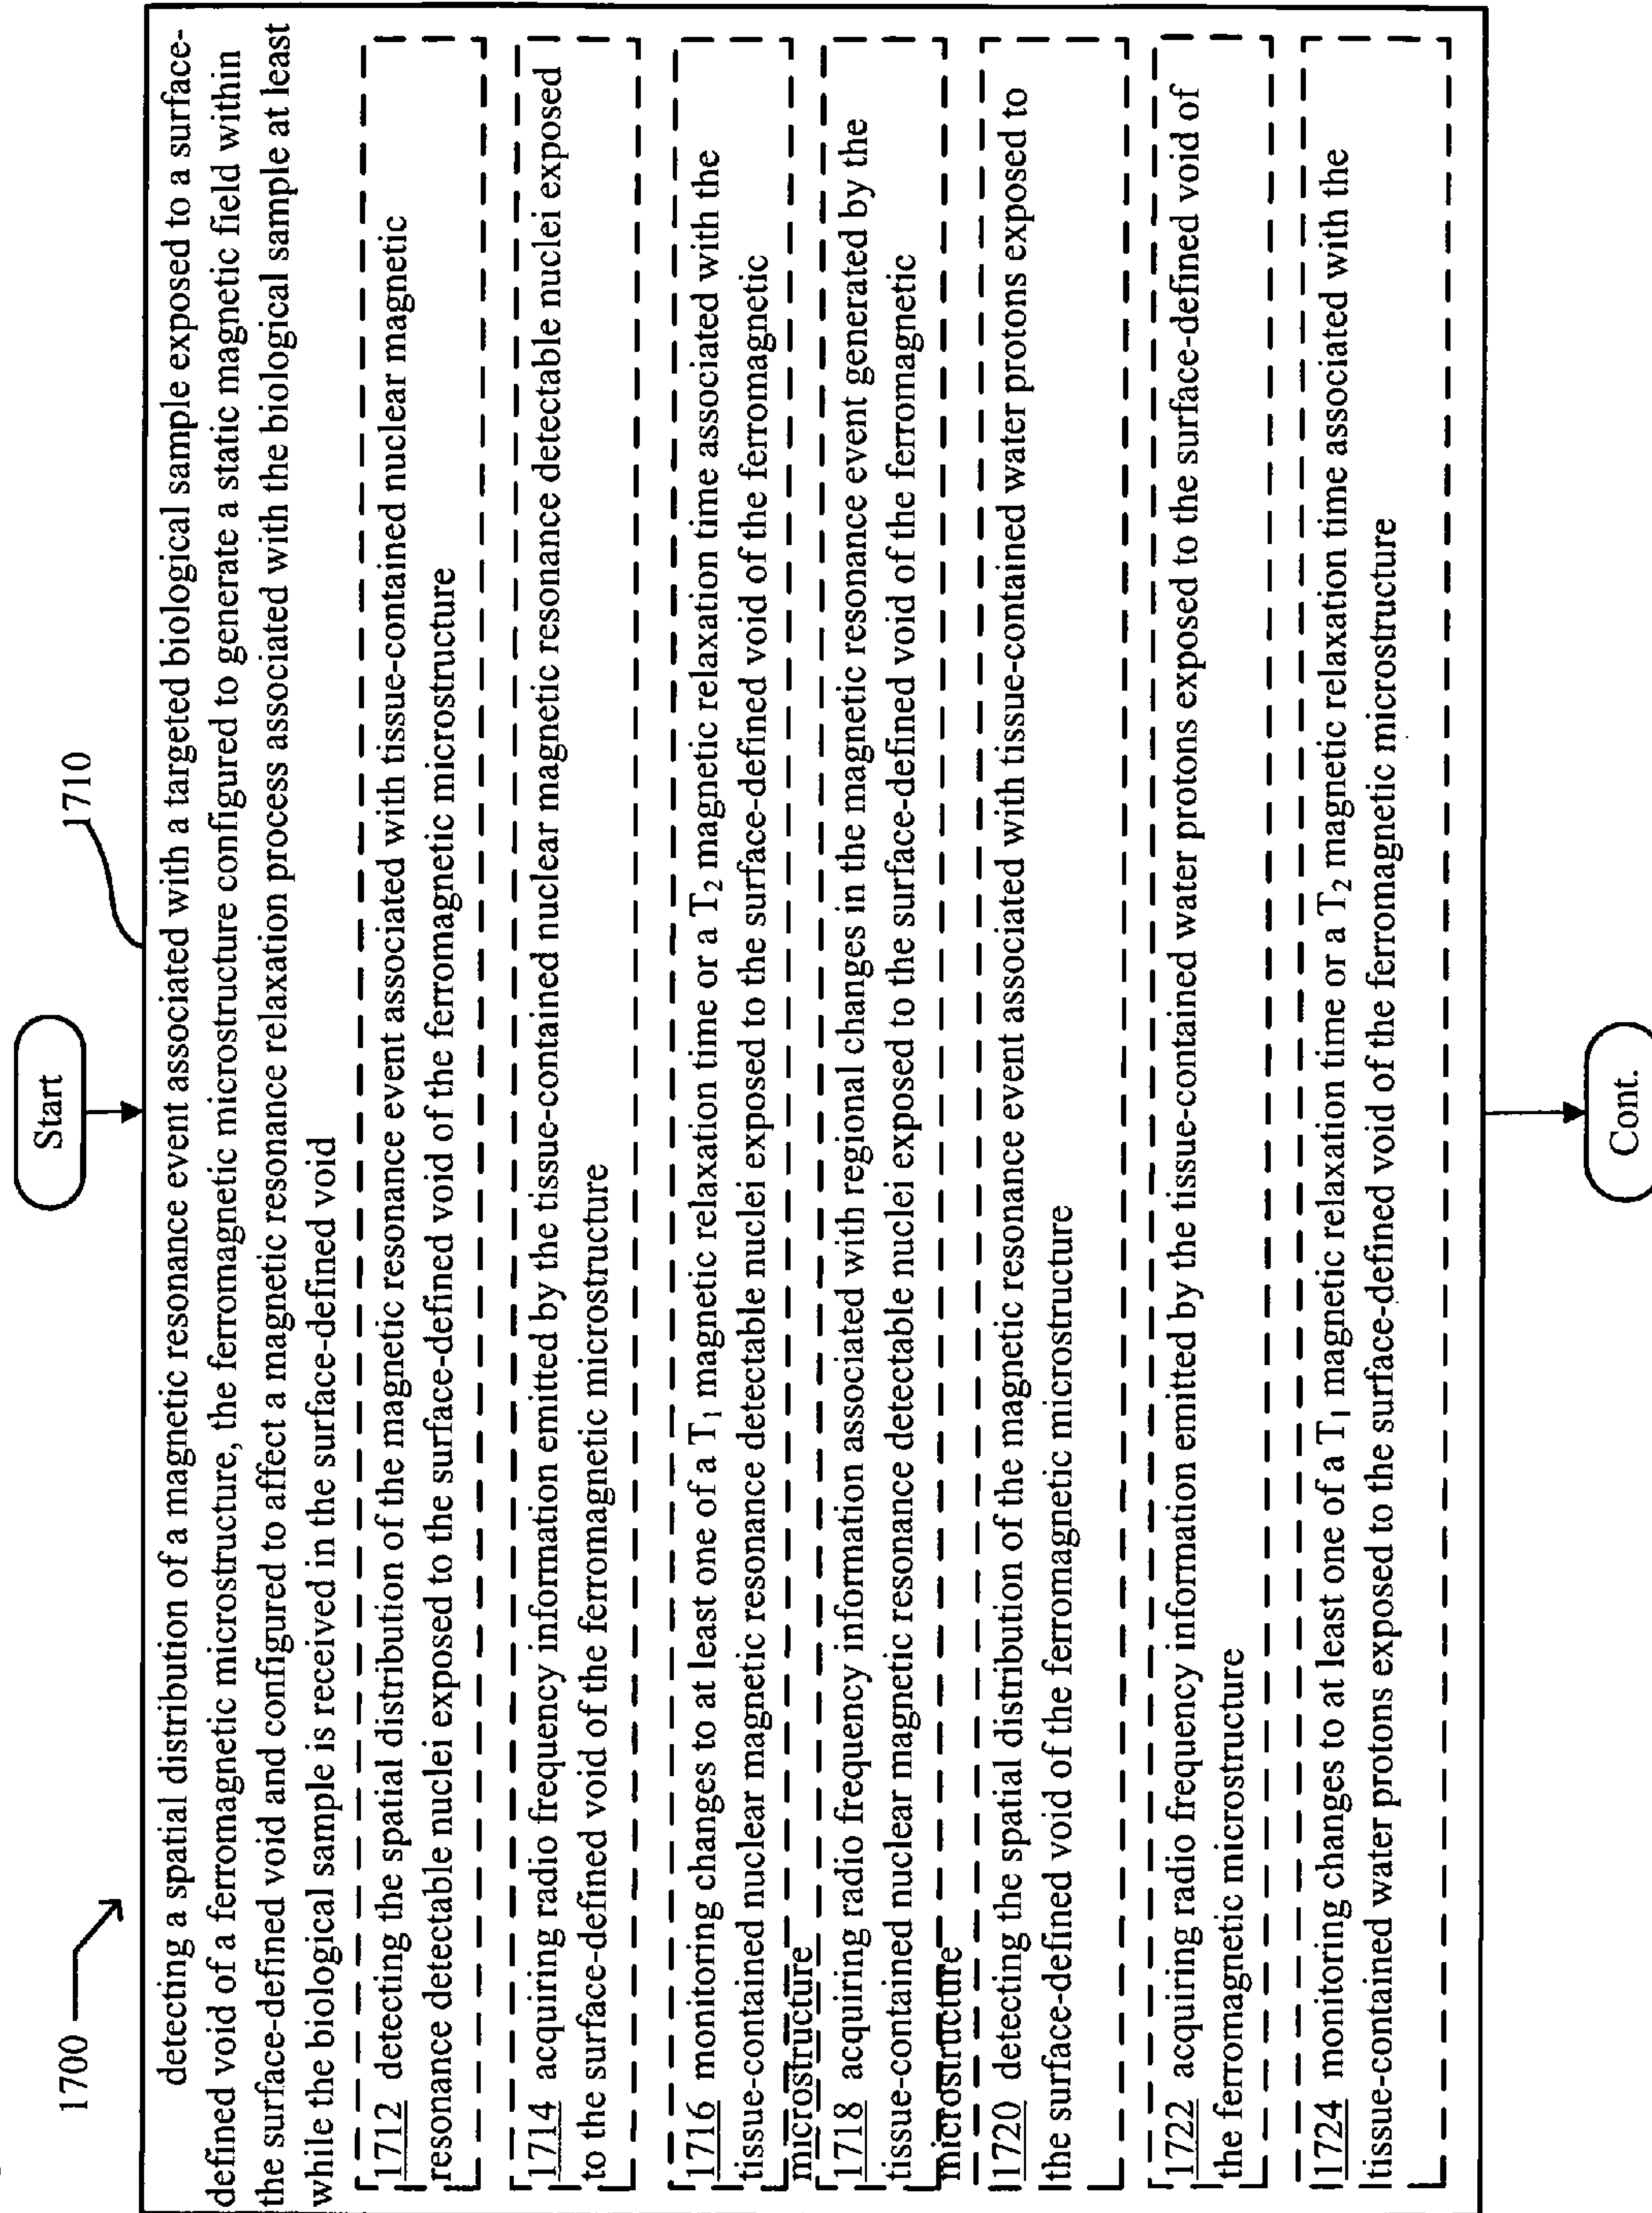 1700
Start
1710
detecting a spatial distribution of a magnetic resonance event associated with a targeted biological sample exposed to a surface-
defined void of a ferromagnetic microstructure, the ferromagnetic microstructure configured to generate a static magnetic field within
the surface-defined void and configured to affect a magnetic resonance relaxation process associated with the biological sample at least
while the biological sample is received in the surface-defined void
1712 detecting the spatial distribution of the magnetic resonance event associated with tissue-contained nuclear magnetic
resonance detectable nuclei exposed to the surface-defined void of the ferromagnetic microstructure
1714 acquiring radio frequency information emitted by the tissue-contained nuclear magnetic resonance detectable nuclei exposed
to the surface-defined void of the ferromagnetic microstructure
1716 monitoring changes to at least one of a T₁ magnetic relaxation time or a T₂ magnetic relaxation time associated with the
tissue-contained nuclear magnetic resonance detectable nuclei exposed to the surface-defined void of the ferromagnetic
microstructure
1718 acquiring radio frequency information associated with regional changes in the magnetic resonance event generated by the
tissue-contained nuclear magnetic resonance detectable nuclei exposed to the surface-defined void of the ferromagnetic
microstructure
1720 detecting the spatial distribution of the magnetic resonance event associated with tissue-contained water protons exposed to
the surface-defined void of the ferromagnetic microstructure
1722 acquiring radio frequency information emitted by the tissue-contained water protons exposed to the surface-defined void of
the ferromagnetic microstructure
1724 monitoring changes to at least one of a T₁ magnetic relaxation time or a T₂ magnetic relaxation time associated with the
tissue-contained water protons exposed to the surface-defined void of the ferromagnetic microstructure
Cont.